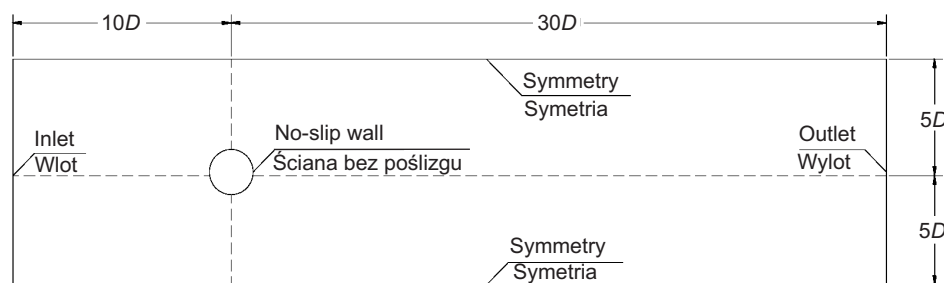 10D
30D
Symmetry
Symetria
5D
Inlet
Wlot
No-slip wall
Ściana bez poślizgu
Outlet
Wylot
5D
Symmetry
Symetria